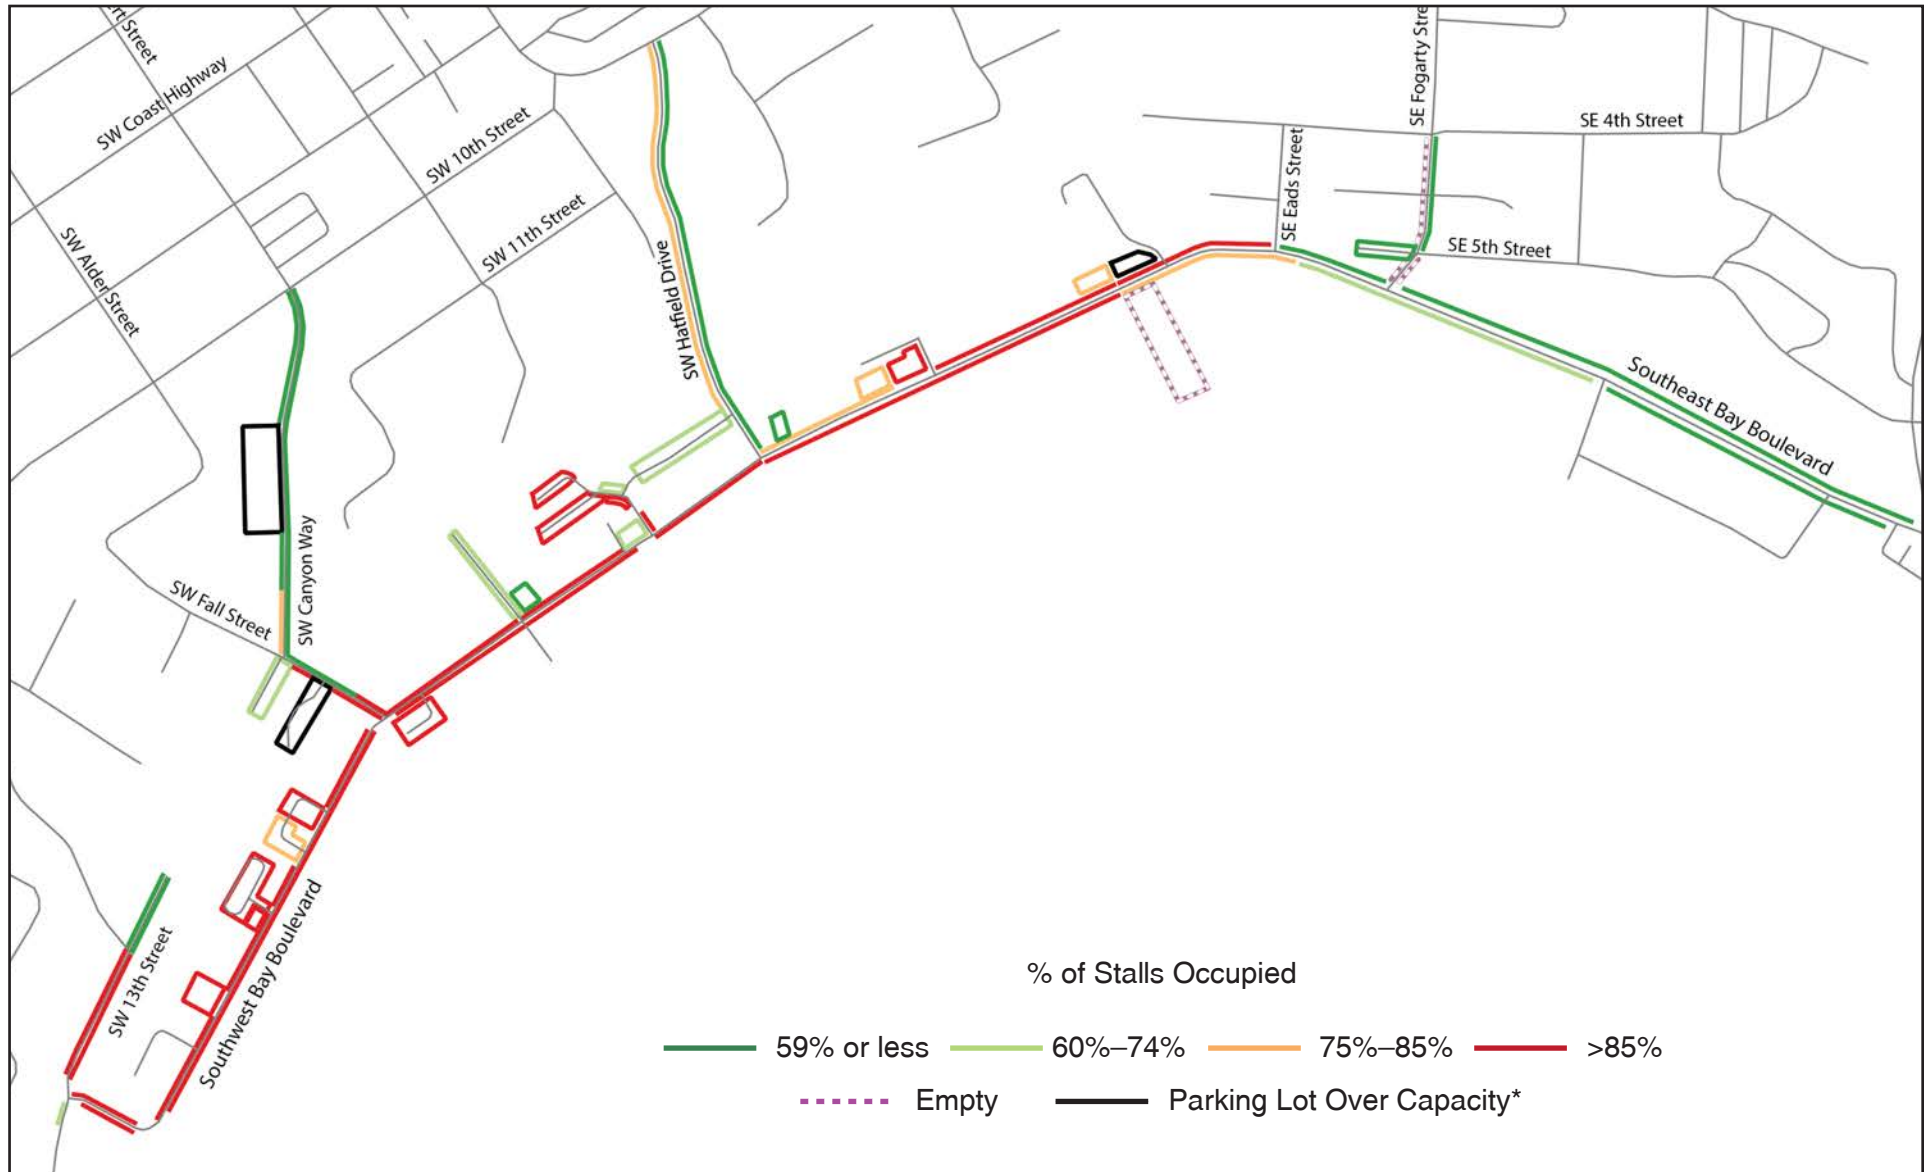 SW Coast Highway
SW 10th Street
SW 11th Street
SW Alder Street
SW Hatfield Drive
SE Fogarty Stre
SE 4th Street
SE Eads Street
SE 5th Street
Southeast Bay Boulevard
SW Canyon Way
SW Fall Street
SW 13th Street
Southwest Bay Boulevard
% of Stalls Occupied
59% or less 60%–74% 75%–85% >85%
Empty Parking Lot Over Capacity*